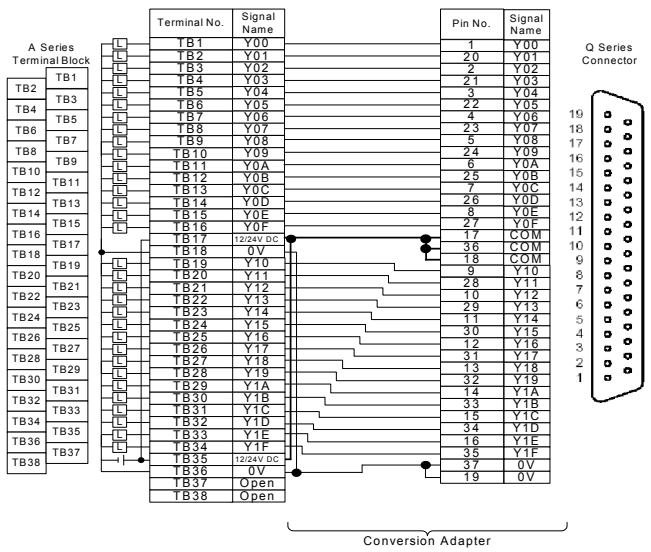 A Series
Terminal Block
TB1
TB2
TB3
TB4
TB5
TB6
TB7
TB8
TB9
TB10
TB11
TB12
TB13
TB14
TB15
TB16
TB17
TB18
TB19
TB20
TB21
TB22
TB23
TB24
TB25
TB26
TB27
TB28
TB29
TB30
TB31
TB32
TB33
TB34
TB35
TB36
TB37
TB38
Terminal No. Signal Name
L TB1 Y00
L TB2 Y01
L TB3 Y02
L TB4 Y03
L TB5 Y04
L TB6 Y05
L TB7 Y06
L TB8 Y07
L TB9 Y08
L TB10 Y09
L TB11 Y0A
L TB12 Y0B
L TB13 Y0C
L TB14 Y0D
L TB15 Y0E
L TB16 Y0F
TB17 12/24V DC
TB18 0V
L TB19 Y10
L TB20 Y11
L TB21 Y12
L TB22 Y13
L TB23 Y14
L TB24 Y15
L TB25 Y16
L TB26 Y17
L TB27 Y18
L TB28 Y19
L TB29 Y1A
L TB30 Y1B
L TB31 Y1C
L TB32 Y1D
L TB33 Y1E
L TB34 Y1F
TB35 12/24V DC
TB36 0V
TB37 Open
TB38 Open
Pin No. Signal Name
1 Y00
20 Y01
2 Y02
21 Y03
3 Y04
22 Y05
4 Y06
23 Y07
5 Y08
24 Y09
6 Y0A
25 Y0B
7 Y0C
26 Y0D
8 Y0E
27 Y0F
17 COM
36 COM
18 COM
9 Y10
28 Y11
10 Y12
29 Y13
11 Y14
30 Y15
12 Y16
31 Y17
13 Y18
32 Y19
14 Y1A
33 Y1B
15 Y1C
34 Y1D
16 Y1E
35 Y1F
37 0V
19 0V
Q Series
Connector
19
18
17
16
15
14
13
12
11
10
9
8
7
6
5
4
3
2
1
Conversion Adapter